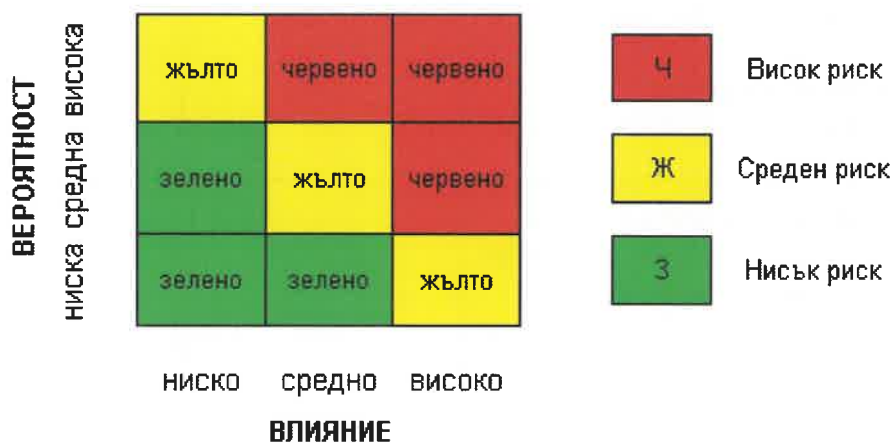 ВЕРОЯТНОСТ
ниска средна висока
жълто червено червено
зелено жълто червено
зелено зелено жълто
ниско средно високо
ВЛИЯНИЕ
Ч Висок риск
Ж Среден риск
З Нисък риск